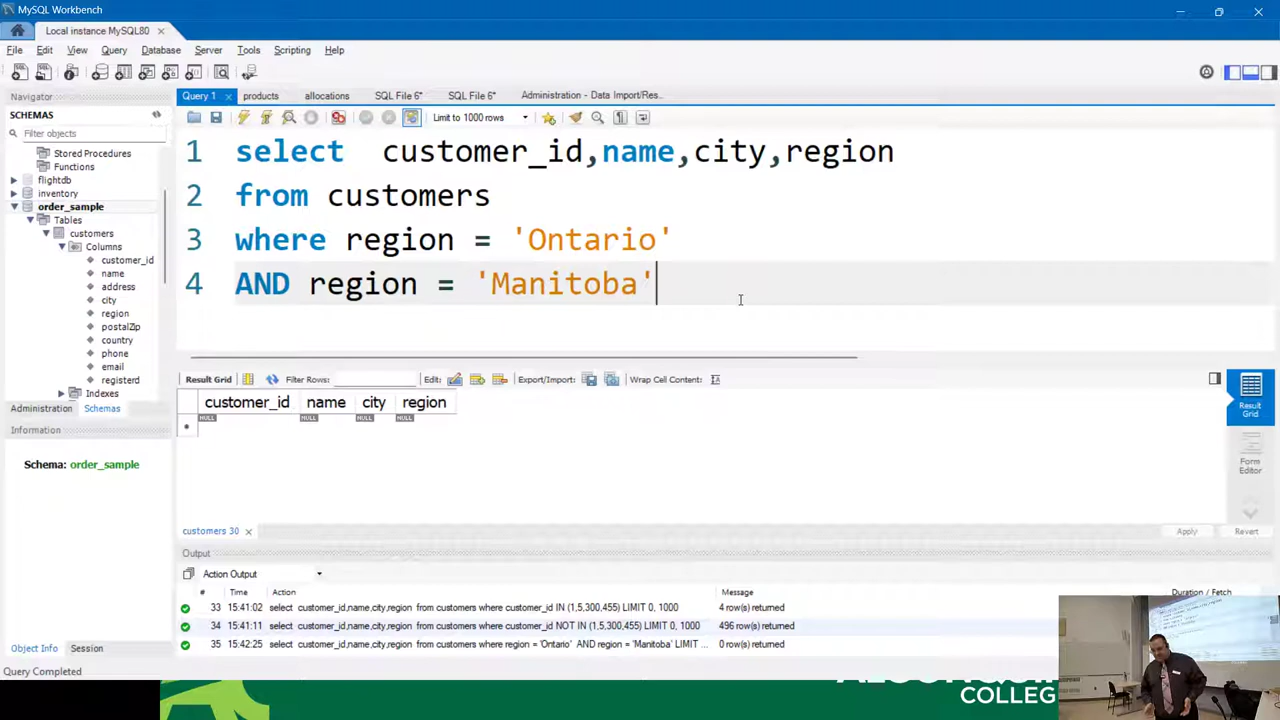 MySQL Workbench
Local instance MySQL80
File Edit View Query Database Server Tools Scripting Help
Navigator
SCHEMAS
Filter objects
Stored Procedures
Functions
flightdb
inventory
order_sample
Tables
customers
Columns
customer_id
name
address
city
region
postalZip
country
phone
email
registerd
Indexes
Administration Schemas
Information
Schema: order_sample
Object Info Session
Query Completed
Query 1 products allocations SQL File 6* SQL File 6* Administration - Data Import/Res...
Limit to 1000 rows
1 select  customer_id,name,city,region
2 from customers
3 where region = 'Ontario'
4 AND region = 'Manitoba'
Result Grid Filter Rows: Edit: Export/Import: Wrap Cell Content:
customer_id name city region
NULL NULL NULL NULL
Result Grid
Form Editor
customers 30 Apply Revert
Output
Action Output
# Time Action Message Duration / Fetch
33 15:41:02 select customer_id,name,city,region from customers where customer_id IN (1,5,300,455) LIMIT 0, 1000 4 row(s) returned
34 15:41:11 select customer_id,name,city,region from customers where customer_id NOT IN (1,5,300,455) LIMIT 0, 1000 496 row(s) returned
35 15:42:25 select customer_id,name,city,region from customers where region = 'Ontario' AND region = 'Manitoba' LIMIT ... 0 row(s) returned
COLLEG